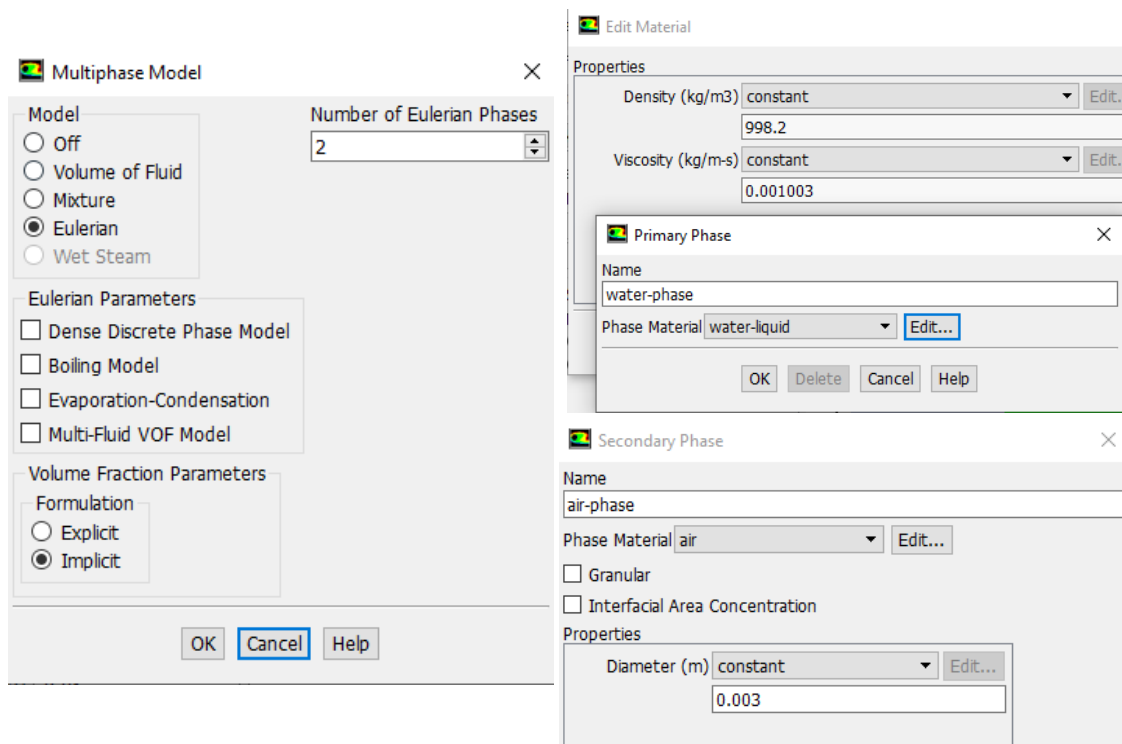 Multiphase Model
Model
Off
Volume of Fluid
Mixture
Eulerian
Wet Steam
Number of Eulerian Phases
2
Eulerian Parameters
Dense Discrete Phase Model
Boiling Model
Evaporation-Condensation
Multi-Fluid VOF Model
Volume Fraction Parameters
Formulation
Explicit
Implicit
OK Cancel Help
Edit Material
Properties
Density (kg/m3) constant Edit...
998.2
Viscosity (kg/m-s) constant Edit...
0.001003
Primary Phase
Name
water-phase
Phase Material water-liquid Edit...
OK Delete Cancel Help
Secondary Phase
Name
air-phase
Phase Material air Edit...
Granular
Interfacial Area Concentration
Properties
Diameter (m) constant Edit...
0.003